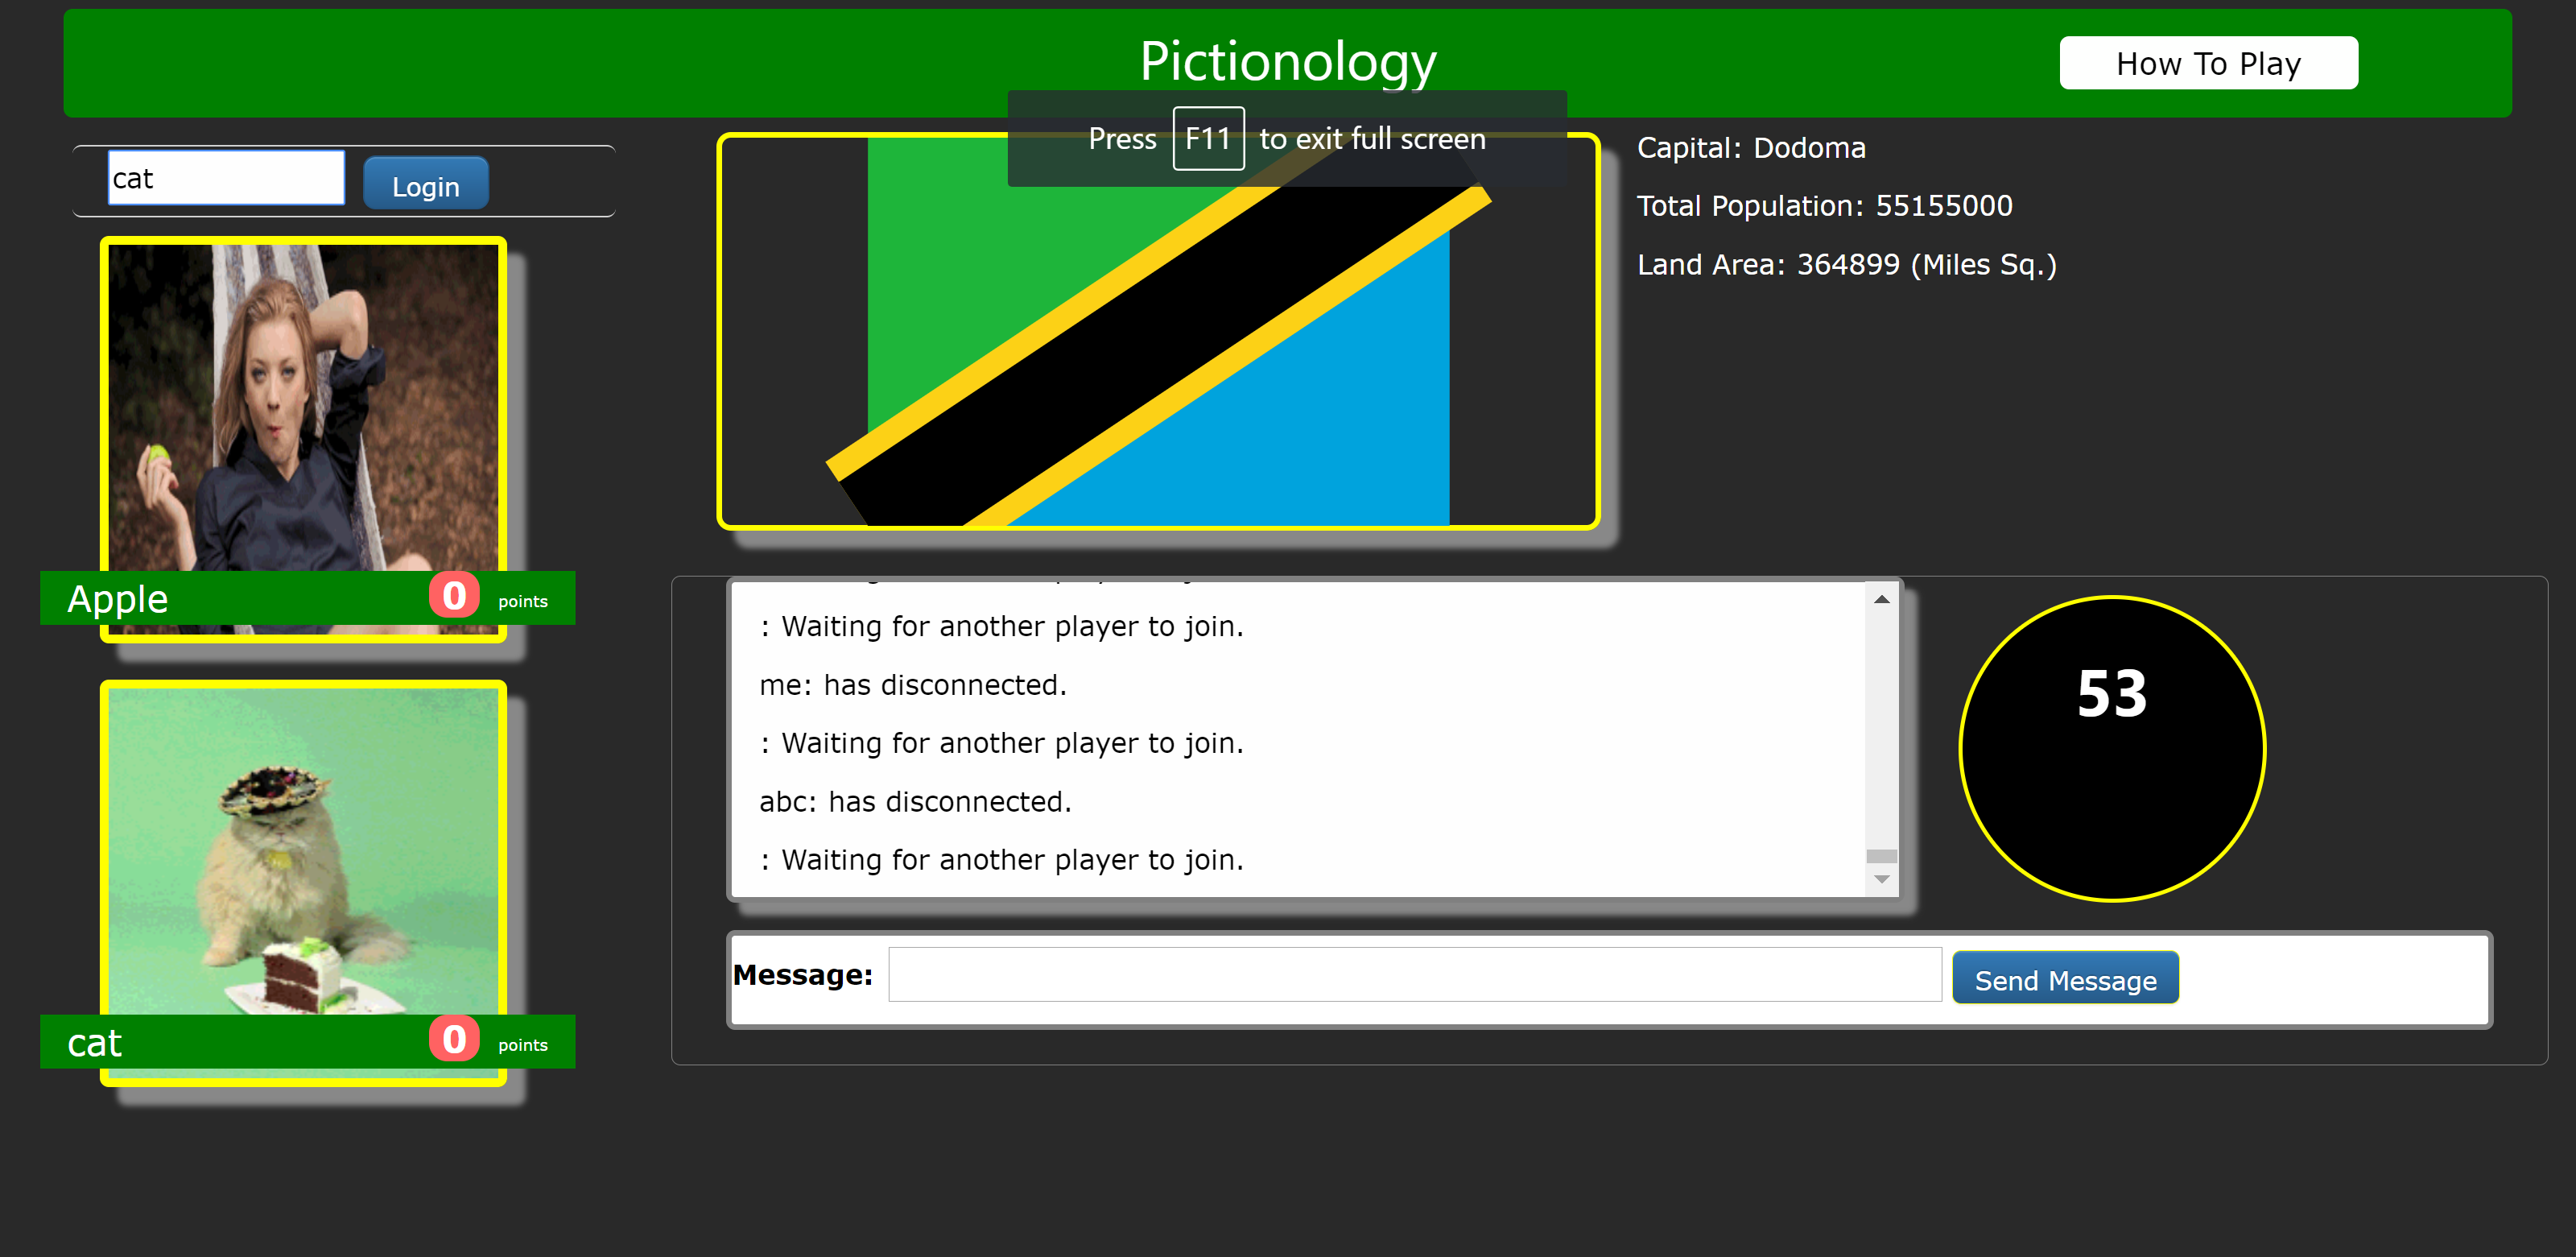 Pictionology
How To Play
Press F11 to exit full screen
cat
Login
Capital: Dodoma
Total Population: 55155000
Land Area: 364899 (Miles Sq.)
Apple 0 points
: Waiting for another player to join.
me: has disconnected.
: Waiting for another player to join.
abc: has disconnected.
: Waiting for another player to join.
53
Message:
Send Message
cat 0 points